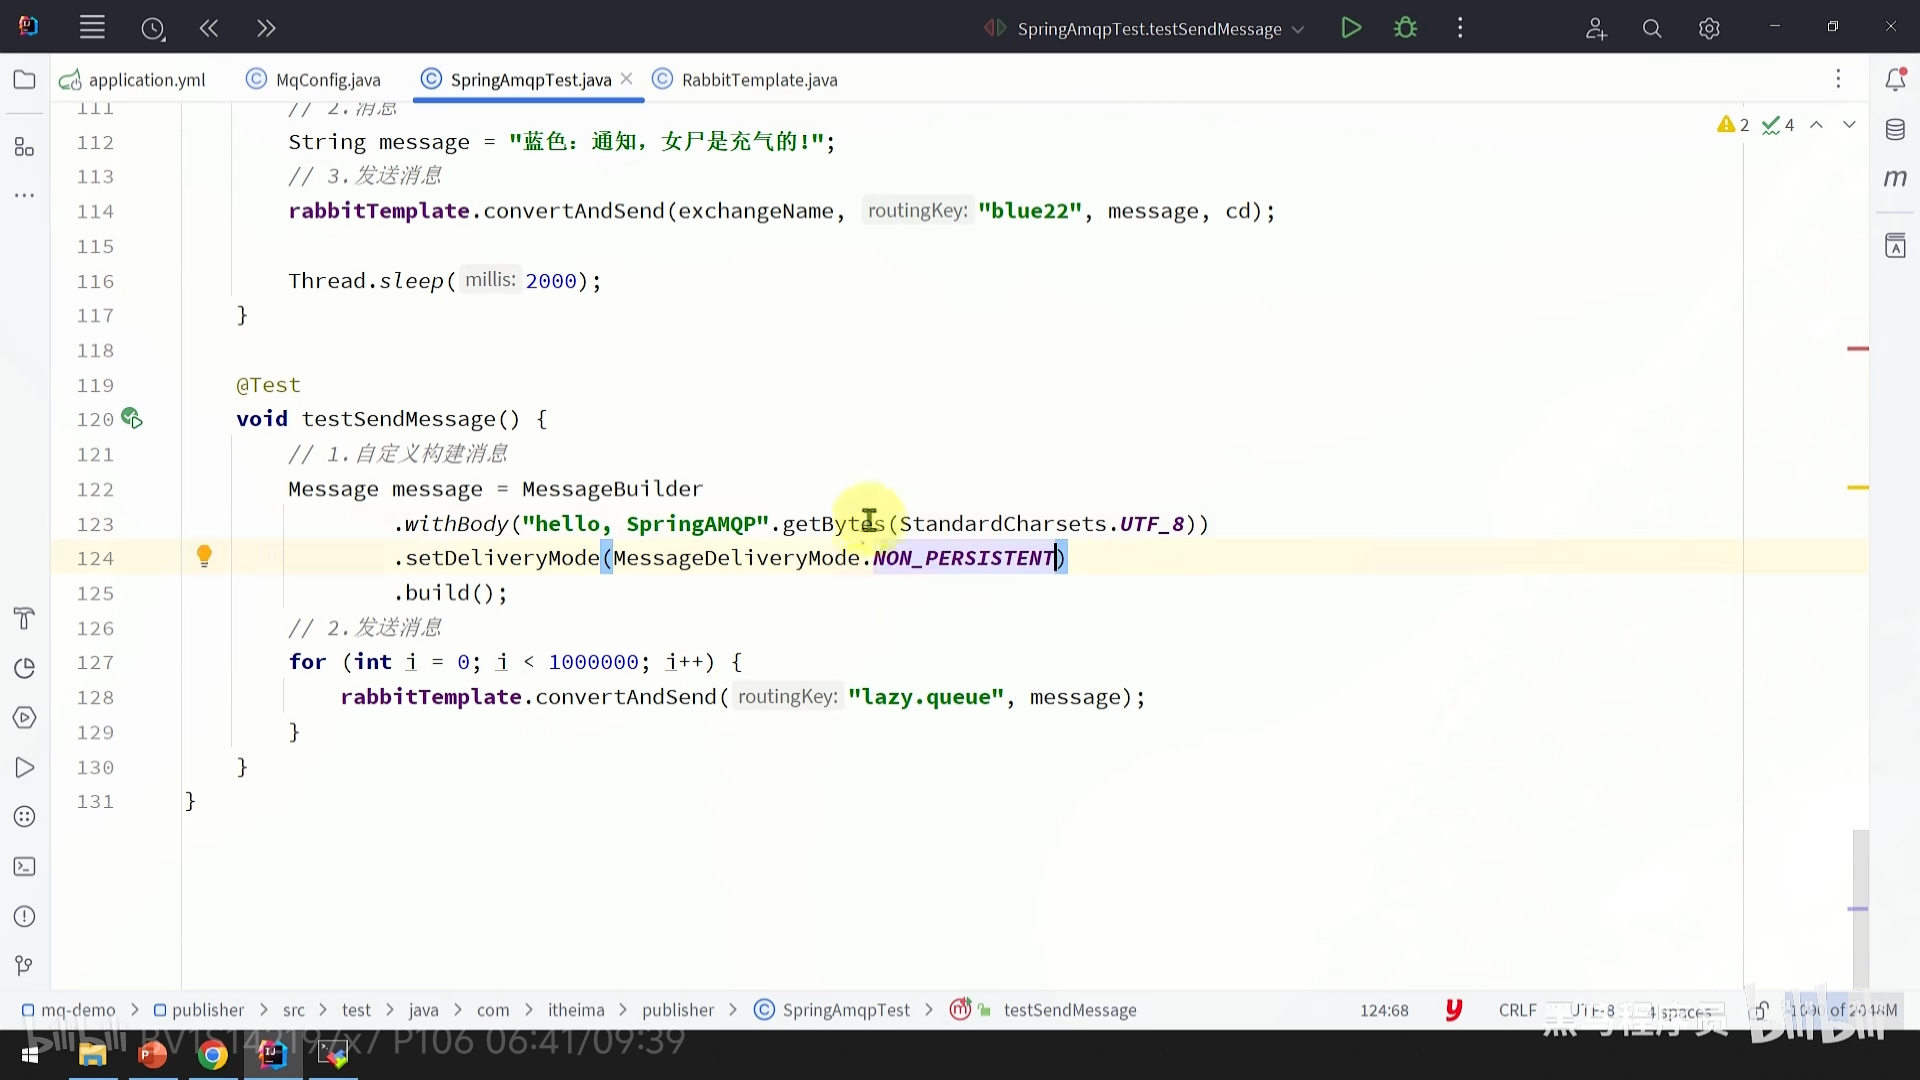 SpringAmqpTest.testSendMessage
application.yml
MqConfig.java
SpringAmqpTest.java
RabbitTemplate.java
111 // 2.消息
112 String message = "蓝色：通知，女尸是充气的!";
113 // 3.发送消息
114 rabbitTemplate.convertAndSend(exchangeName, routingKey: "blue22", message, cd);
115
116 Thread.sleep( millis: 2000);
117 }
118
119 @Test
120 void testSendMessage() {
121 // 1.自定义构建消息
122 Message message = MessageBuilder
123 .withBody("hello, SpringAMQP".getBytes(StandardCharsets.UTF_8))
124 .setDeliveryMode(MessageDeliveryMode.NON_PERSISTENT)
125 .build();
126 // 2.发送消息
127 for (int i = 0; i < 1000000; i++) {
128 rabbitTemplate.convertAndSend( routingKey: "lazy.queue", message);
129 }
130 }
131 }
2 4
mq-demo > publisher > src > test > java > com > itheima > publisher > SpringAmqpTest > testSendMessage
124:68 CRLF UTF-8 4 spaces
黑马程序员 bilibili
P106 06:41/09:39